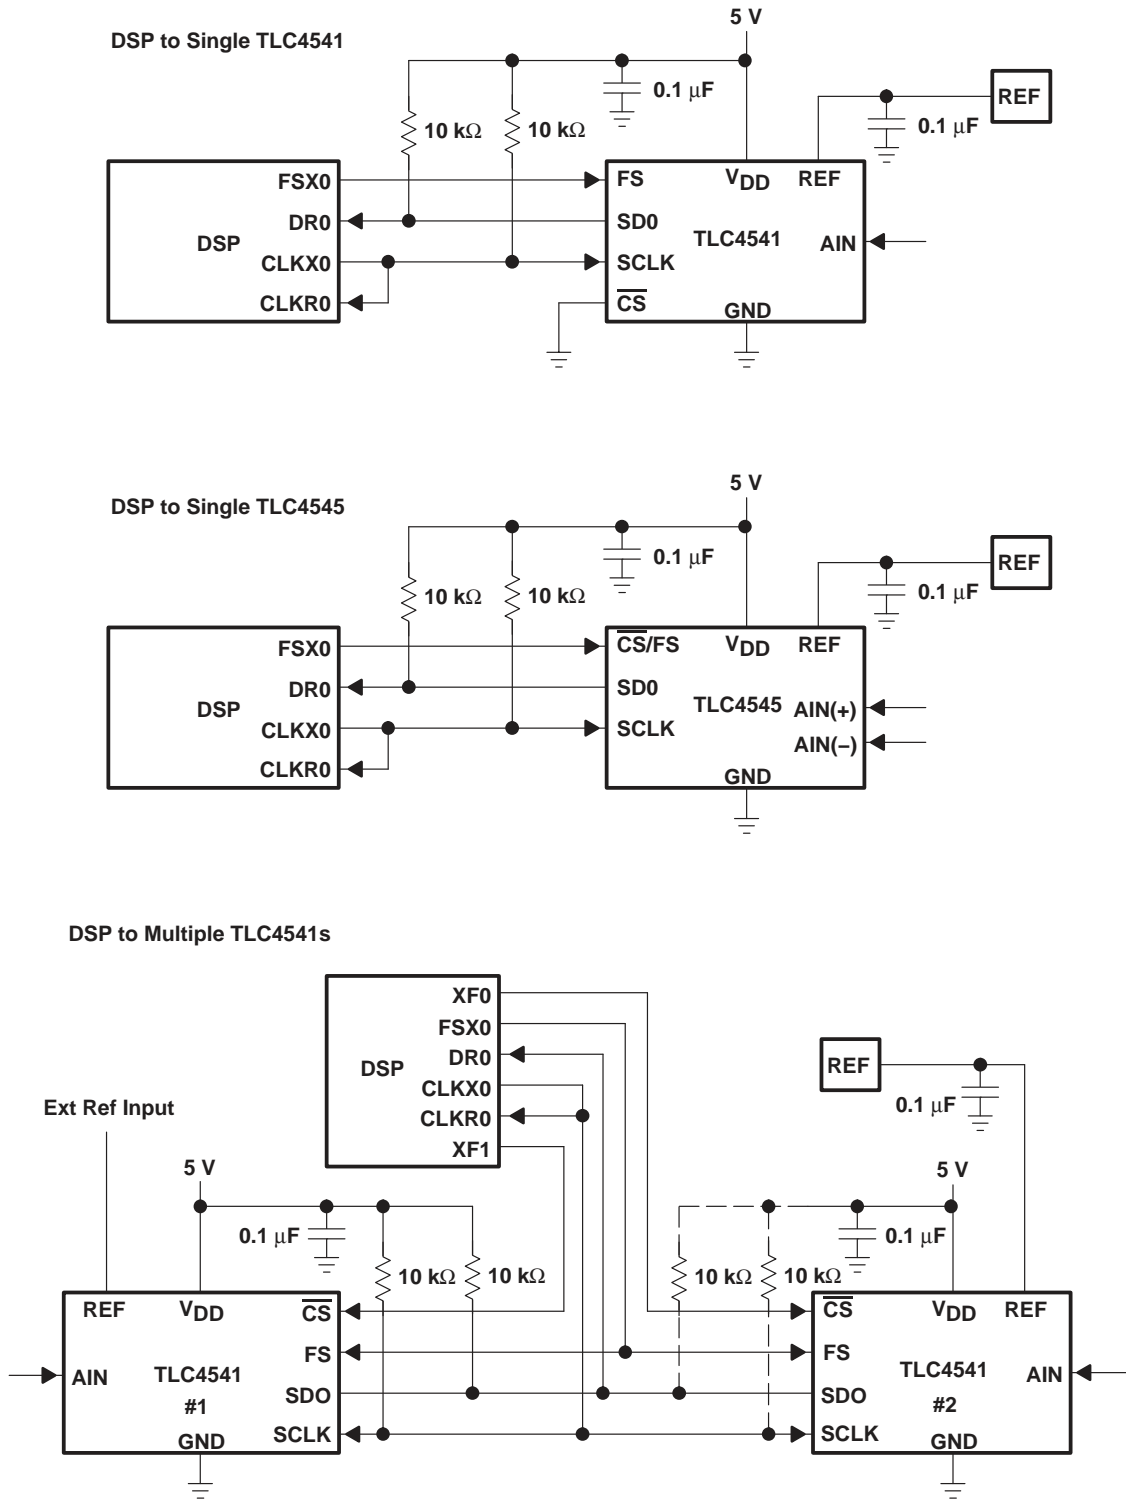 DSP to Single TLC4541
5 V
0.1 μF
REF
10 kΩ
10 kΩ
0.1 μF
FSX0
DR0
DSP
CLKX0
CLKR0
FS
VDD
REF
SD0
TLC4541
AIN
SCLK
CS
GND
DSP to Single TLC4545
5 V
0.1 μF
REF
10 kΩ
10 kΩ
0.1 μF
FSX0
DR0
DSP
CLKX0
CLKR0
CS/FS
VDD
REF
SD0
TLC4545
AIN(+)
SCLK
AIN(−)
GND
DSP to Multiple TLC4541s
XF0
FSX0
DR0
DSP
CLKX0
CLKR0
XF1
REF
0.1 μF
Ext Ref Input
5 V
5 V
0.1 μF
0.1 μF
10 kΩ
10 kΩ
10 kΩ
10 kΩ
REF
VDD
CS
FS
AIN
TLC4541
#1
SDO
SCLK
GND
CS
VDD
REF
FS
TLC4541
#2
AIN
SDO
SCLK
GND